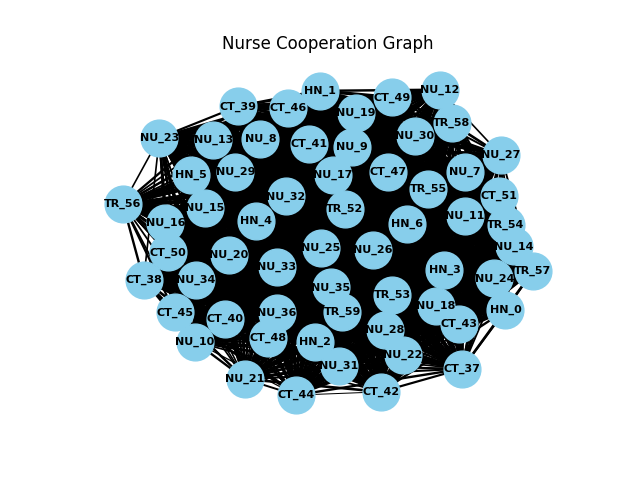 Nurse Cooperation Graph
HN_1
NU_12
CT_49
CT_39
CT_46
NU_19
TR_58
NU_23
NU_13
NU_8
CT_41
NU_9
NU_30
NU_27
HN_5
NU_29
NU_17
CT_47
NU_7
TR_55
CT_51
NU_32
TR_56
NU_15
TR_52
NU_16
HN_4
HN_6
NU_11
TR_54
NU_14
CT_50
NU_20
NU_25
NU_26
NU_33
HN_3
TR_57
CT_38
NU_34
NU_24
NU_35
TR_53
NU_18
CT_45
CT_40
NU_36
TR_59
HN_0
CT_43
NU_28
NU_10
CT_48
HN_2
NU_22
NU_31
CT_37
NU_21
CT_44
CT_42